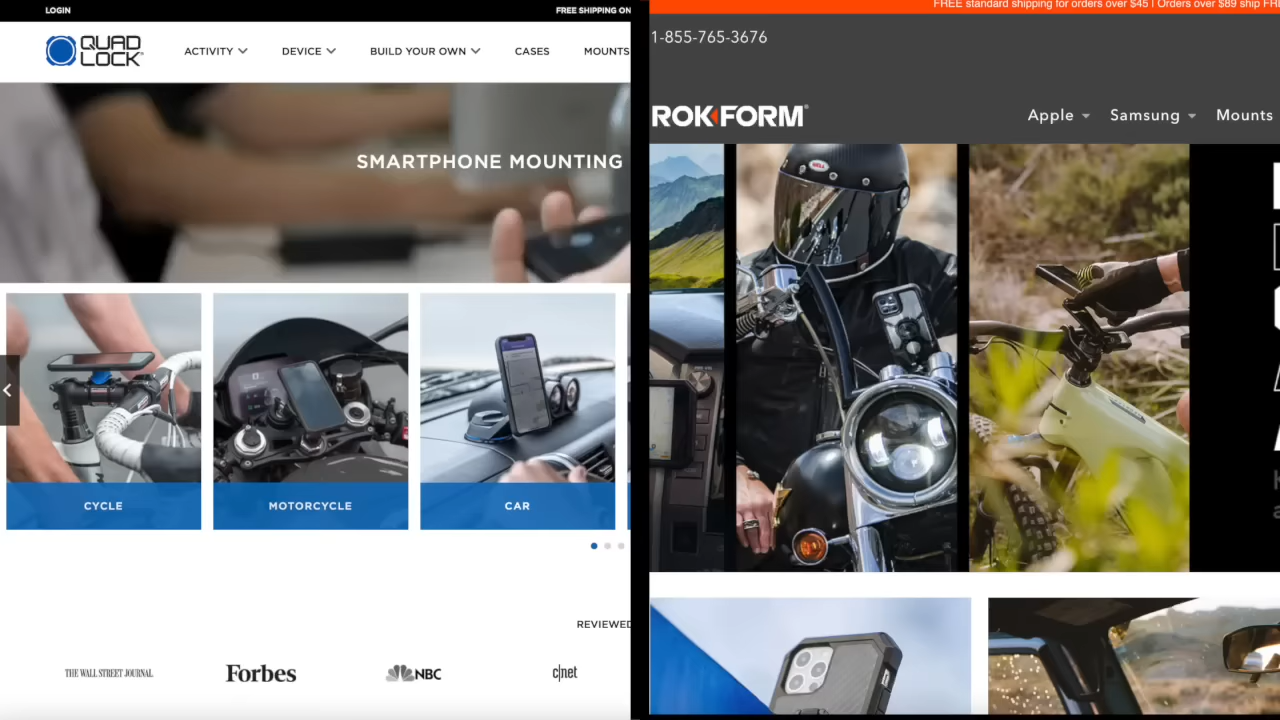 LOGIN
FREE SHIPPING ON
QUAD
LOCK
ACTIVITY
DEVICE
BUILD YOUR OWN
CASES
MOUNTS
SMARTPHONE MOUNTING
CYCLE
MOTORCYCLE
CAR
REVIEWED
THE WALL STREET JOURNAL
Forbes
NBC
c|net
FREE standard shipping for orders over $45 | Orders over $89 ship
1-855-765-3676
ROKFORM
Apple
Samsung
Mounts
BELL